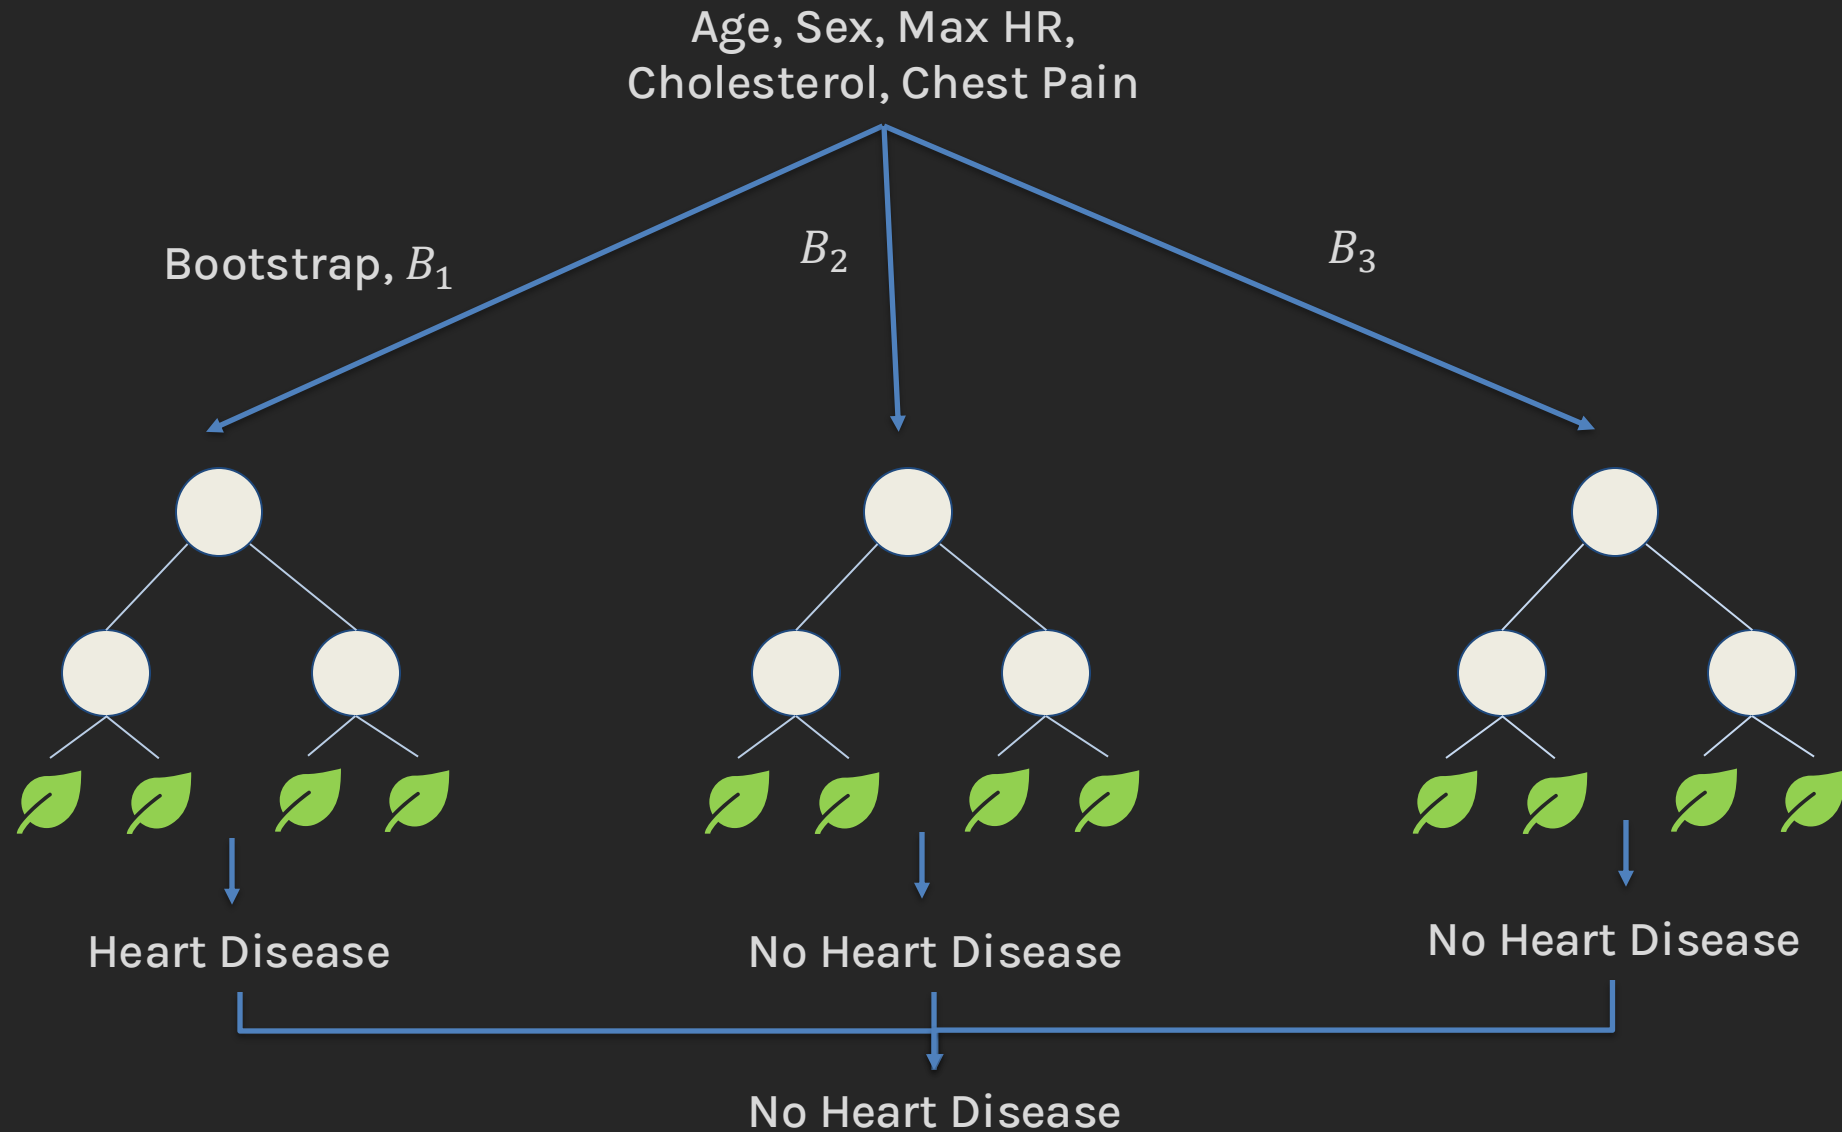 Age, Sex, Max HR,
Cholesterol, Chest Pain
Bootstrap, B₁
B₂
B₃
Heart Disease
No Heart Disease
No Heart Disease
No Heart Disease